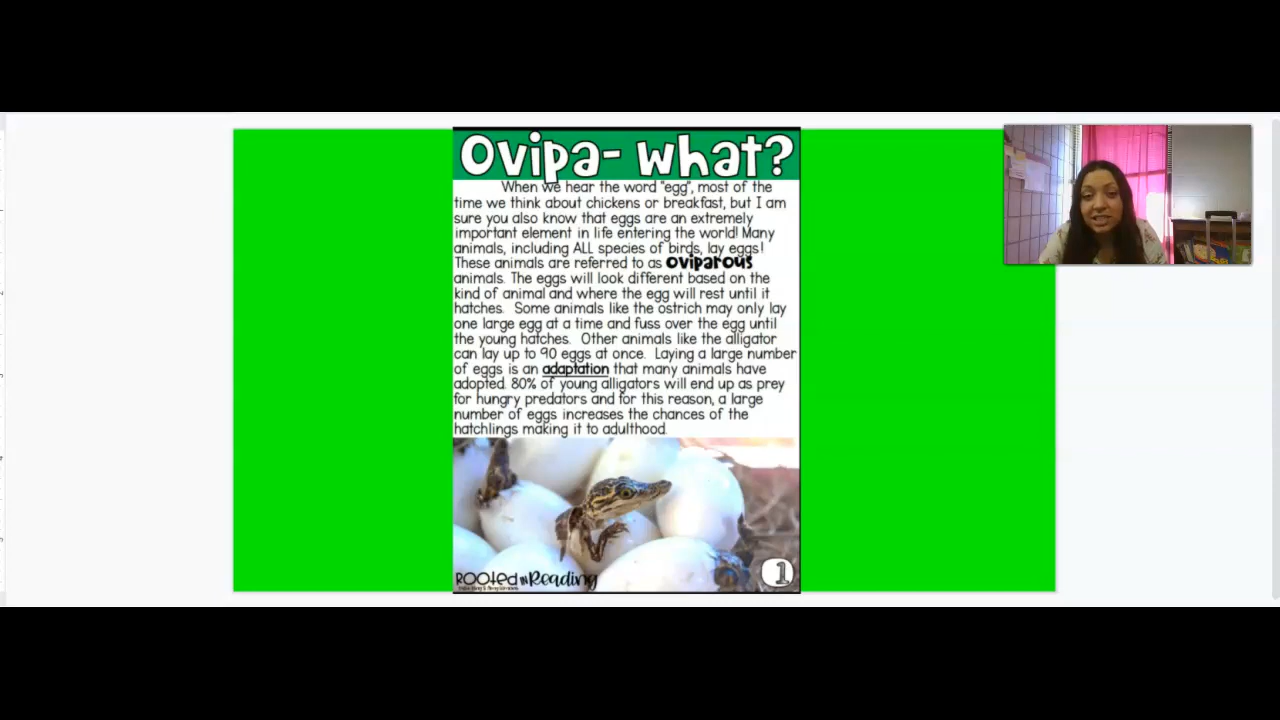 Ovipa- what?
When we hear the word "egg", most of the
time we think about chickens or breakfast, but I am
sure you also know that eggs are an extremely
important element in life entering the world! Many
animals, including ALL species of birds, lay eggs!
These animals are referred to as oviparous
animals. The eggs will look different based on the
kind of animal and where the egg will rest until it
hatches. Some animals like the ostrich may only lay
one large egg at a time and fuss over the egg until
the young hatches. Other animals like the alligator
can lay up to 90 eggs at once. Laying a large number
of eggs is an adaptation that many animals have
adopted. 80% of young alligators will end up as prey
for hungry predators and for this reason, a large
number of eggs increases the chances of the
hatchlings making it to adulthood.
Rooted in Reading
1